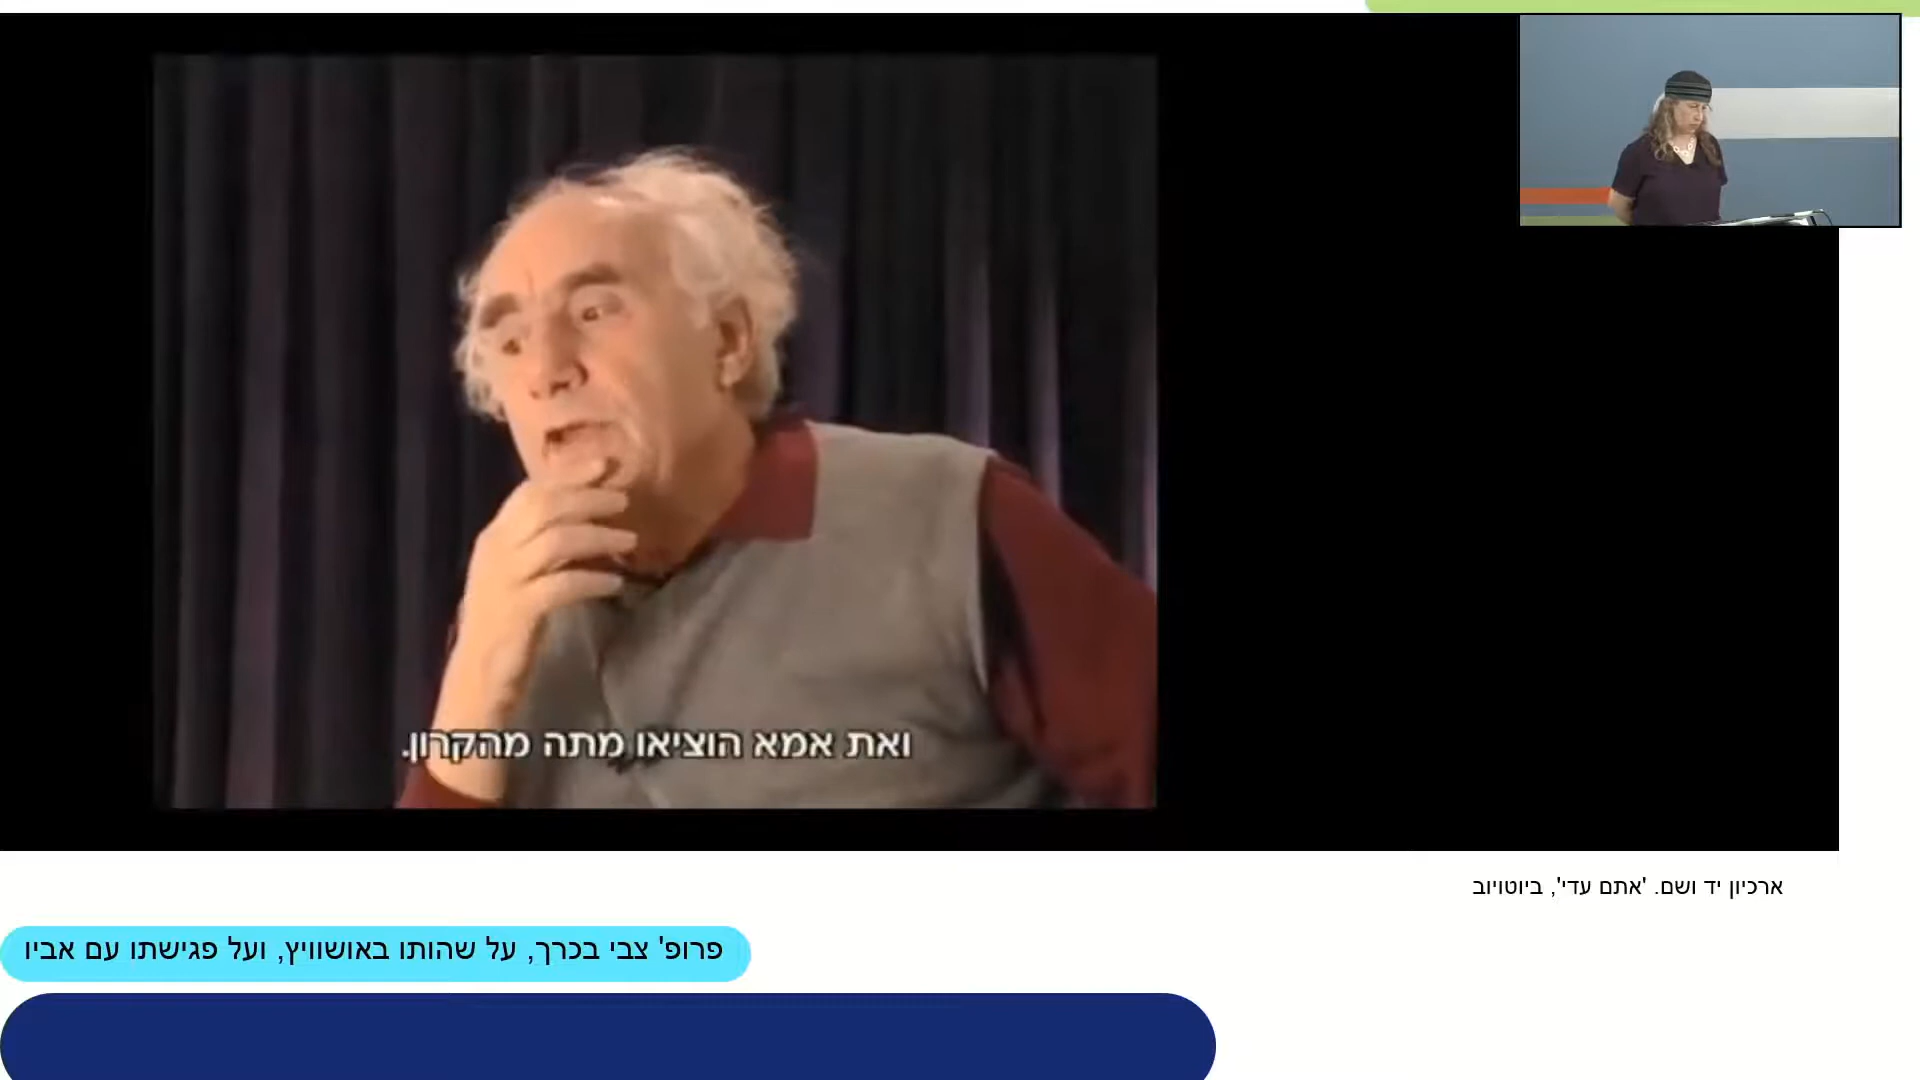 ואת אמא הוציאו מתה מהקרון.
ארכיון יד ושם. 'אתם עדי', ביוטויוב
פרופ' צבי בכרך, על שהותו באושוויץ, ועל פגישתו עם אביו